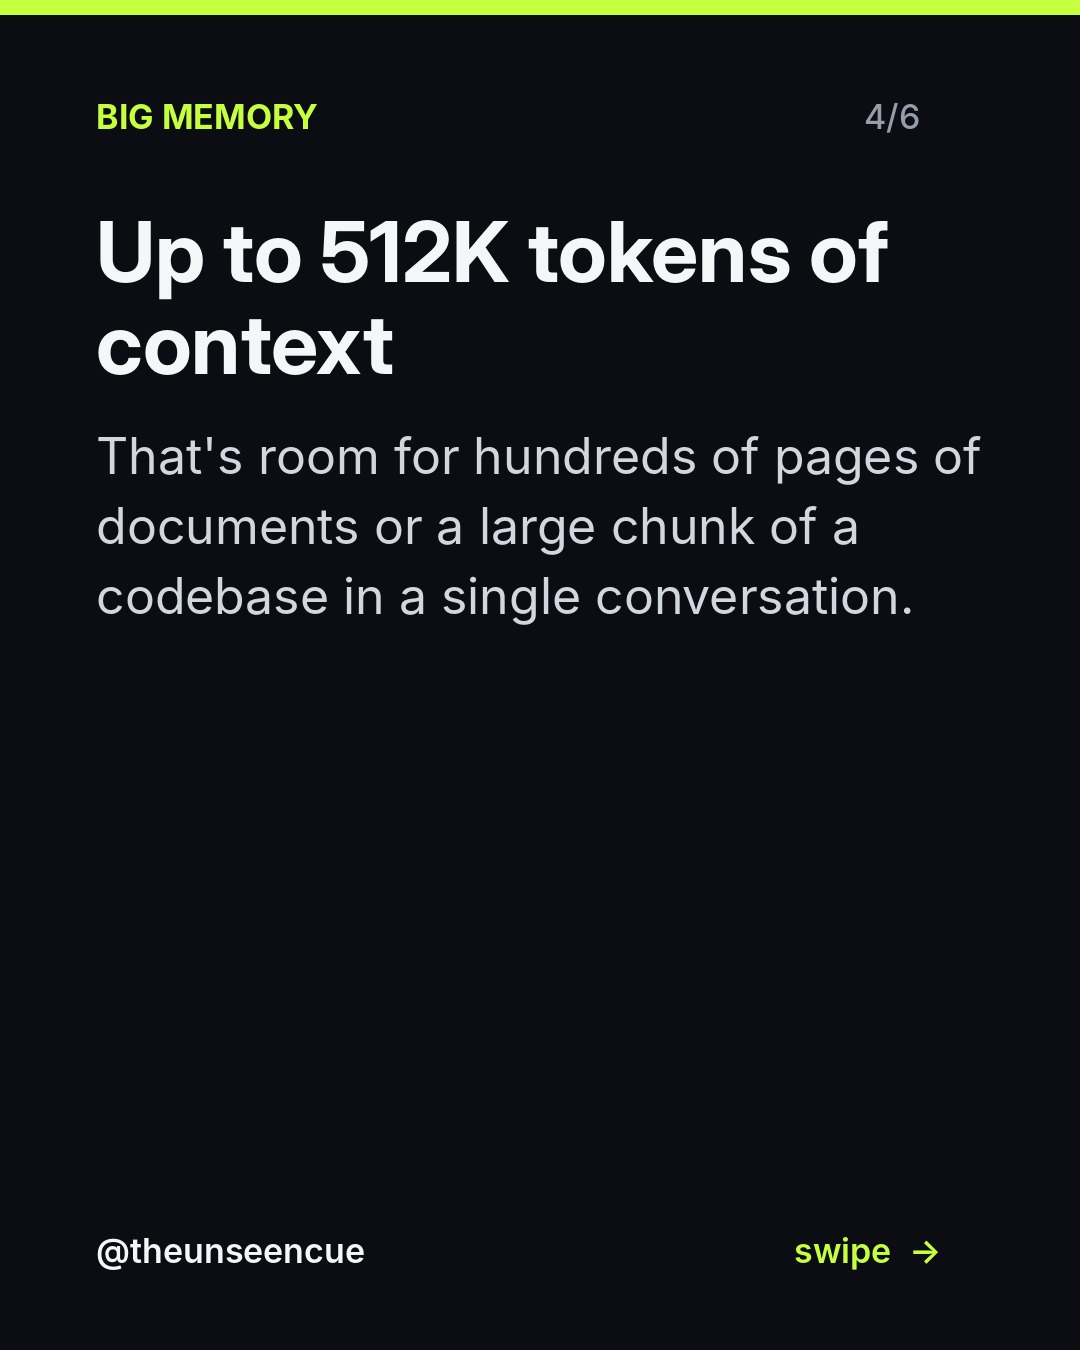 BIG MEMORY
4/6
Up to 512K tokens of
context
That's room for hundreds of pages of
documents or a large chunk of a
codebase in a single conversation.
@theunseencue
swipe →